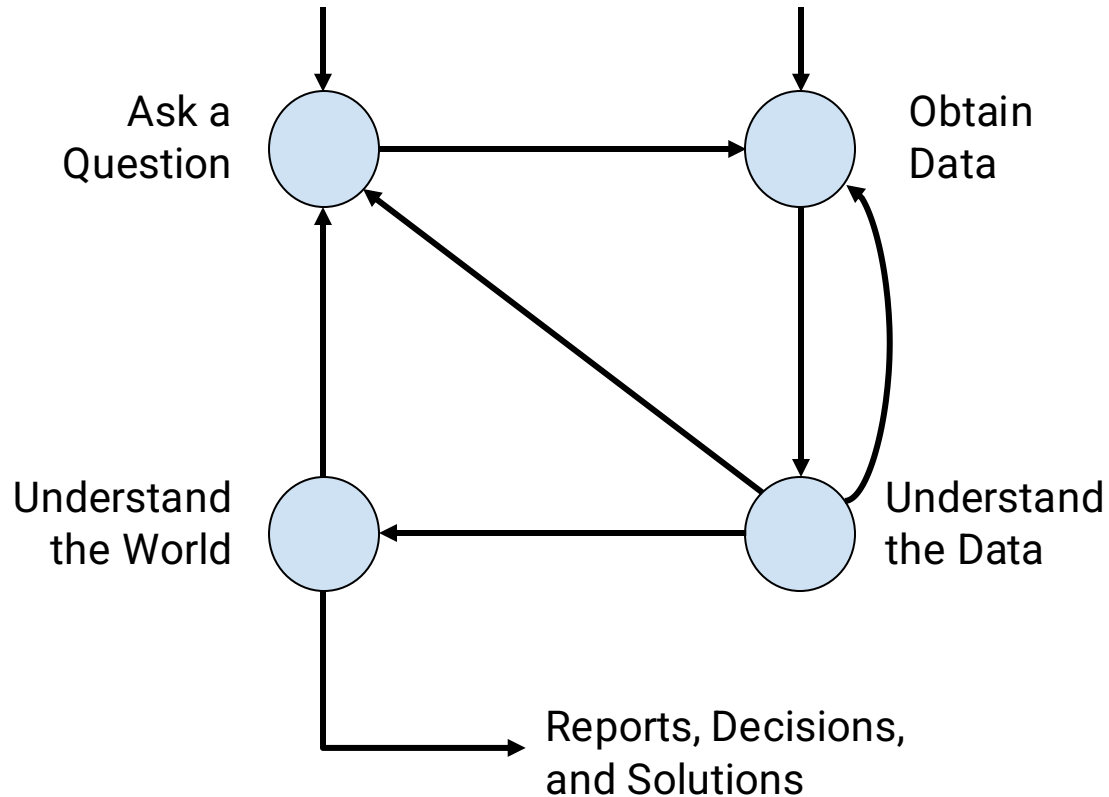 Ask a
Question
Obtain
Data
Understand
the World
Understand
the Data
Reports, Decisions,
and Solutions